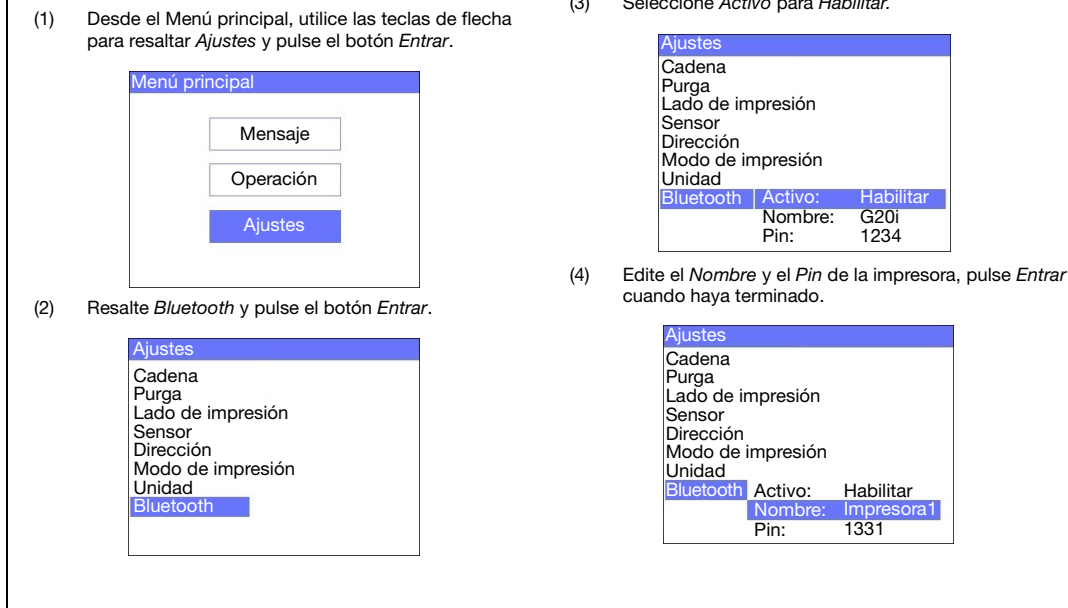 (1) Desde el Menú principal, utilice las teclas de flecha
para resaltar Ajustes y pulse el botón Entrar.
Menú principal
Mensaje
Operación
Ajustes
(2) Resalte Bluetooth y pulse el botón Entrar.
Ajustes
Cadena
Purga
Lado de impresión
Sensor
Dirección
Modo de impresión
Unidad
Bluetooth
(3) Seleccione Activo para Habilitar.
Ajustes
Cadena
Purga
Lado de impresión
Sensor
Dirección
Modo de impresión
Unidad
Bluetooth Activo: Habilitar
Nombre: G20i
Pin: 1234
(4) Edite el Nombre y el Pin de la impresora, pulse Entrar
cuando haya terminado.
Ajustes
Cadena
Purga
Lado de impresión
Sensor
Dirección
Modo de impresión
Unidad
Bluetooth Activo: Habilitar
Nombre: Impresora1
Pin: 1331